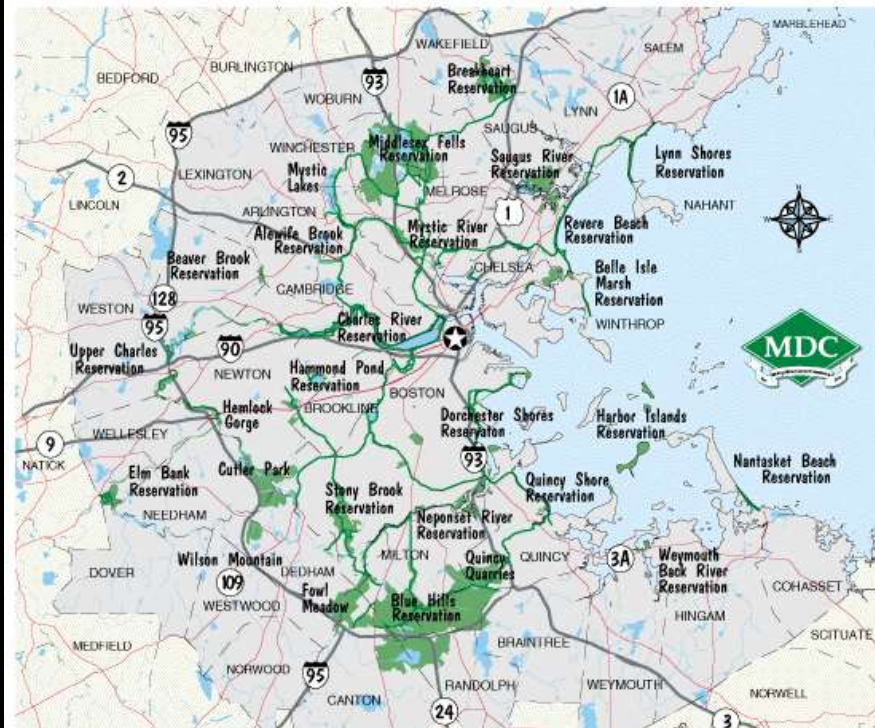 MARBLEHEAD
WAKEFIELD
SALEM
BURLINGTON
BEDFORD
93
Breakheart
Reservation
1A
WOBURN
LYNN
95
SAUGUS
WINCHESTER
Middlesex Fells
Reservation
Saugus River
Reservation
Lynn Shores
Reservation
2
LEXINGTON
Mystic
Lakes
MELROSE
LINCOLN
1
NAHANT
N
W
E
S
ARLINGTON
Alewife Brook
Reservation
Mystic River
Reservation
Revere Beach
Reservation
Beaver Brook
Reservation
CHELSEA
Belle Isle
Marsh
Reservation
CAMBRIDGE
128
WESTON
95
Charles River
Reservation
WINTHROP
MDC
Upper Charles
Reservation
90
NEWTON
Hammond Pond
Reservation
BOSTON
BROOKLINE
Hemlock
Gorge
Dorchester Shores
Reservaton
Harbor Islands
Reservation
WELLESLEY
9
NATICK
93
Nantasket Beach
Reservation
Elm Bank
Reservation
Cutler Park
Stony Brook
Reservation
Quincy Shore
Reservation
NEEDHAM
Neponset River
Reservation
Wilson Mountain
MILTON
Quincy
Quarries
QUINCY
3A
Weymouth
Back River
Reservation
DOVER
109
DEDHAM
COHASSET
WESTWOOD
Fowl
Meadow
Blue Hills
Reservation
HINGAM
SCITUATE
MEDFIELD
BRAINTREE
NORWOOD
95
RANDOLPH
WEYMOUTH
NORWELL
CANTON
24
3